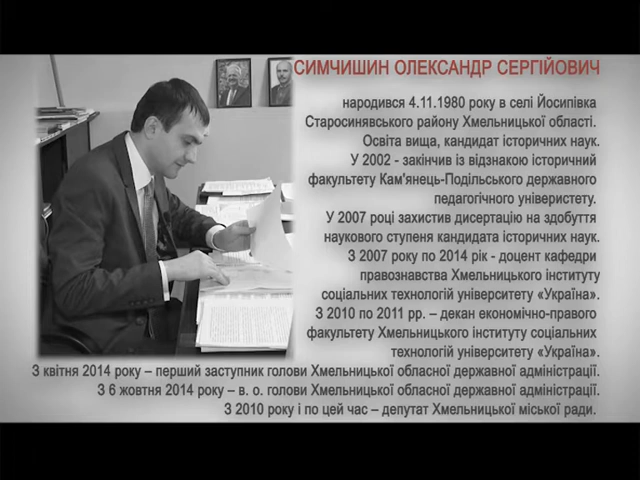 СИМЧИШИН ОЛЕКСАНДР СЕРГІЙОВИЧ
народився 4.11.1980 року в селі Йосипівка
Старосинявського району Хмельницької області.
Освіта вища, кандидат історичних наук.
У 2002 - закінчив із відзнакою історичний
факультету Кам'янець-Подільського державного
педагогічного універистету.
У 2007 році захистив дисертацію на здобуття
наукового ступеня кандидата історичних наук.
З 2007 року по 2014 рік - доцент кафедри
правознавства Хмельницького інституту
соціальних технологій університету «Україна».
З 2010 по 2011 рр. – декан економічно-правого
факультету Хмельницького інституту соціальних
технологій університету «Україна».
З квітня 2014 року – перший заступник голови Хмельницької обласної державної адміністрації.
З 6 жовтня 2014 року – в. о. голови Хмельницької обласної державної адміністрації.
З 2010 року і по цей час – депутат Хмельницької міської ради.